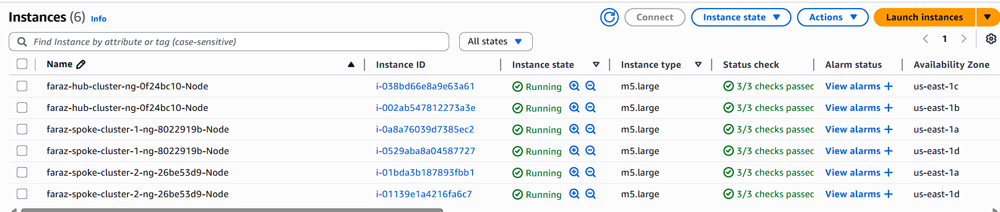 Instances (6) Info Connect Instance state Actions Launch instances
Find Instance by attribute or tag (case-sensitive) All states 1
Name Instance ID Instance state Instance type Status check Alarm status Availability Zone
faraz-hub-cluster-ng-0f24bc10-Node i-038bd66e8a9e63a61 Running m5.large 3/3 checks passed View alarms + us-east-1c
faraz-hub-cluster-ng-0f24bc10-Node i-002ab547812273a3e Running m5.large 3/3 checks passed View alarms + us-east-1b
faraz-spoke-cluster-1-ng-8022919b-Node i-0a8a76039d7385ec2 Running m5.large 3/3 checks passed View alarms + us-east-1a
faraz-spoke-cluster-1-ng-8022919b-Node i-0529aba8a04587727 Running m5.large 3/3 checks passed View alarms + us-east-1d
faraz-spoke-cluster-2-ng-26be53d9-Node i-01bda3b187893fbb1 Running m5.large 3/3 checks passed View alarms + us-east-1a
faraz-spoke-cluster-2-ng-26be53d9-Node i-01139e1a4216fa6c7 Running m5.large 3/3 checks passed View alarms + us-east-1d